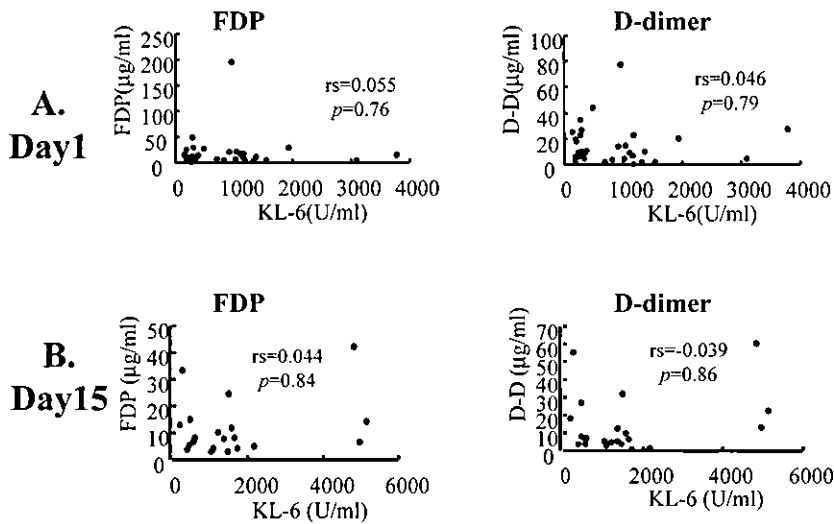 FDP
D-dimer
A.
Day1
FDP(μg/ml)
250
200
150
100
50
0
rs=0.055
p=0.76
0 1000 2000 3000 4000
KL-6(U/ml)
D-D(μg/ml)
100
80
60
40
20
0
rs=0.046
p=0.79
0 1000 2000 3000 4000
KL-6(U/ml)
FDP
D-dimer
B.
Day15
FDP (μg/ml)
50
40
30
20
10
0
rs=0.044
p=0.84
0 2000 4000 6000
KL-6 (U/ml)
D-D (μg/ml)
70
60
50
40
30
20
10
0
rs=-0.039
p=0.86
0 2000 4000 6000
KL-6 (U/ml)